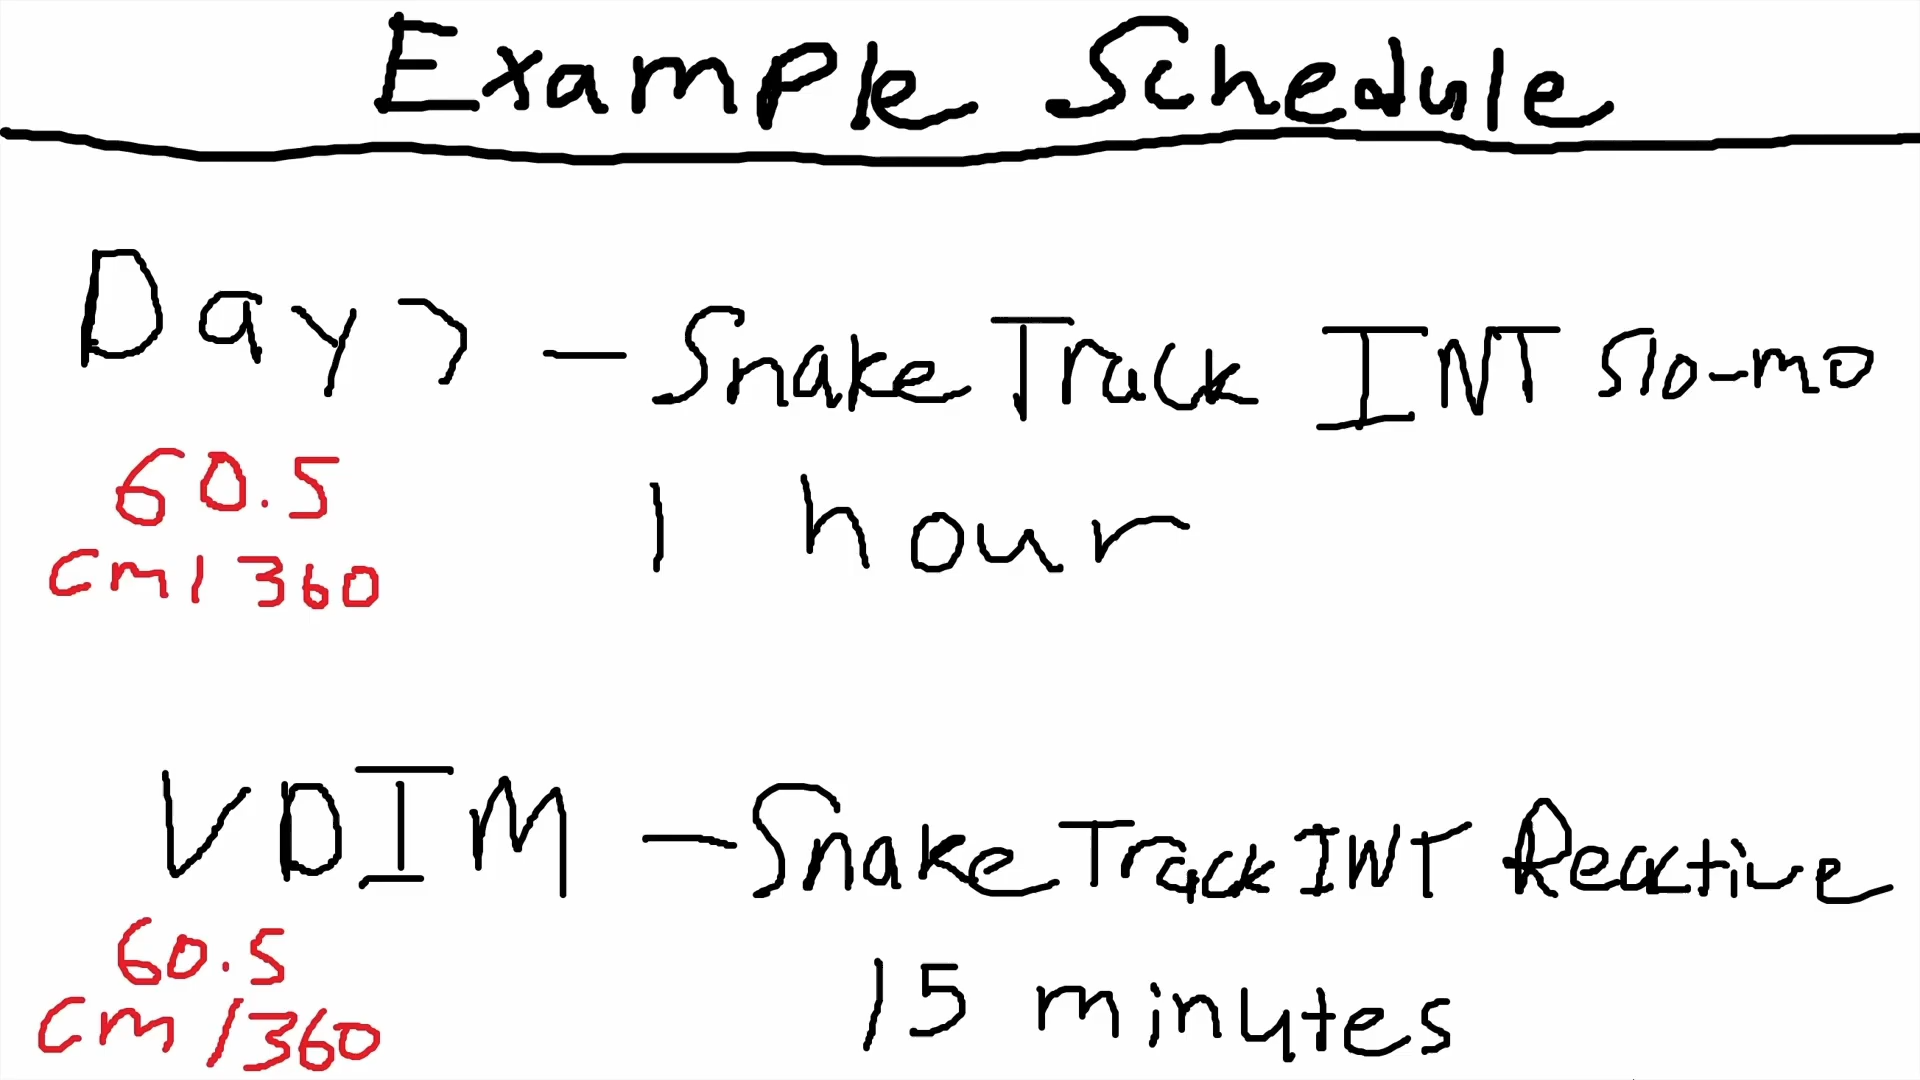 Example Schedule
Day 7 - Snake Track INT slo-mo
60.5
cm/360
1 hour
VDIM - Snake Track INT Reactive
60.5
cm/360
15 minutes